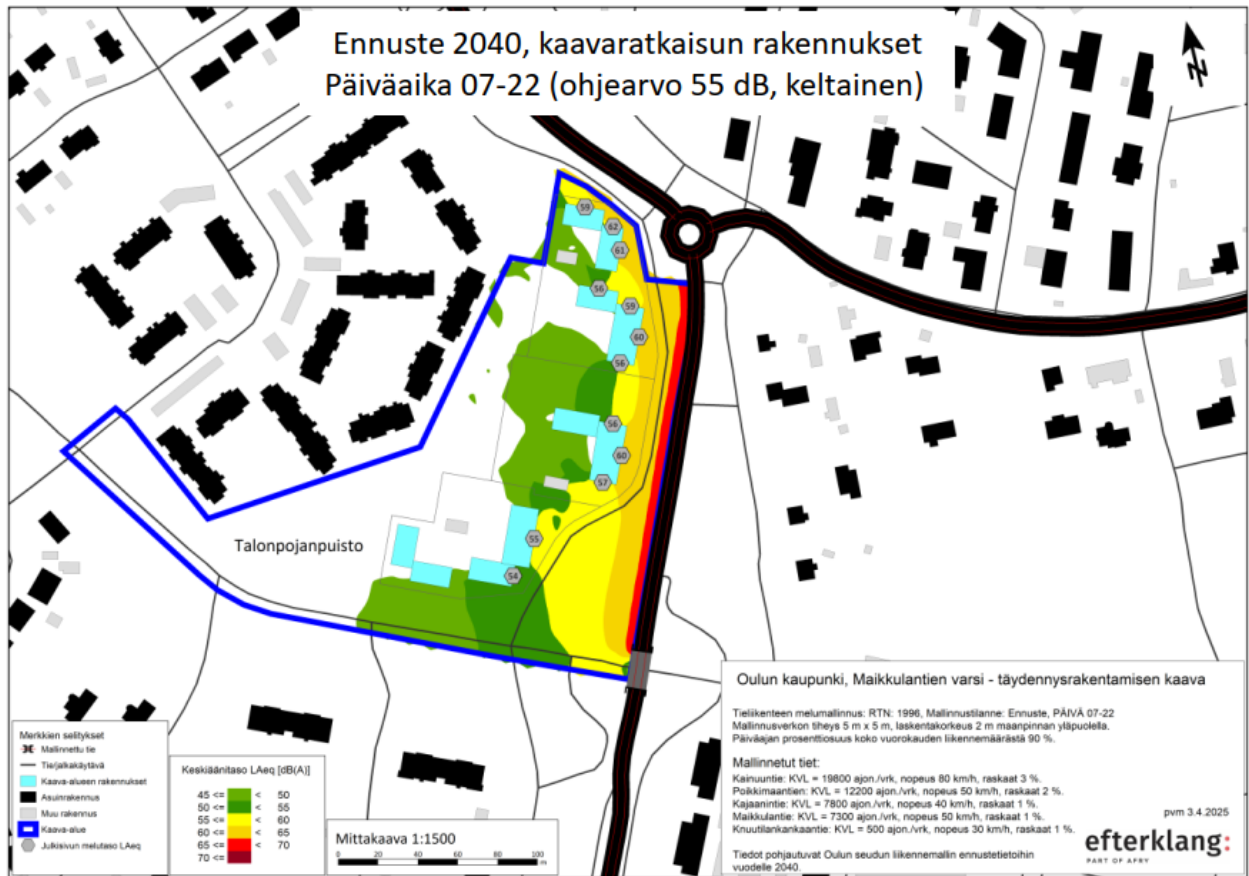 Ennuste 2040, kaavaratkaisun rakennukset
Päiväaika 07-22 (ohjearvo 55 dB, keltainen)
N
59
62
61
56
59
60
56
56
60
57
55
54
Talonpojanpuisto
Merkkien selitykset
Mallinnettu tie
Tie/jalkakäytävä
Kaava-alueen rakennukset
Asuinrakennus
Muu rakennus
Kaava-alue
Julkisivun melutaso LAeq
Keskiäänitaso LAeq [dB(A)]
45 <= < 50
50 <= < 55
55 <= < 60
60 <= < 65
65 <= < 70
70 <=
Mittakaava 1:1500
0 20 40 60 80 100 m
Oulun kaupunki, Maikkulantien varsi - täydennysrakentamisen kaava
Tieliikenteen melumallinnus: RTN: 1996, Mallinnustilanne: Ennuste, PÄIVÄ 07-22
Mallinnusverkon tiheys 5 m x 5 m, laskentakorkeus 2 m maanpinnan yläpuolella.
Päiväajan prosenttiosuus koko vuorokauden liikennemäärästä 90 %.
Mallinnetut tiet:
Kainuuntie: KVL = 19800 ajon./vrk, nopeus 80 km/h, raskaat 3 %.
Poikkimaantien: KVL = 12200 ajon./vrk, nopeus 50 km/h, raskaat 2 %.
Kajaanintie: KVL = 7800 ajon./vrk, nopeus 40 km/h, raskaat 1 %.
Maikkulantie: KVL = 7300 ajon./vrk, nopeus 50 km/h, raskaat 1 %.
Knuutilankankaantie: KVL = 500 ajon./vrk, nopeus 30 km/h, raskaat 1 %.
Tiedot pohjautuvat Oulun seudun liikennemallin ennustetietoihin
vuodelle 2040.
pvm 3.4.2025
efterklang:
PART OF AFRY